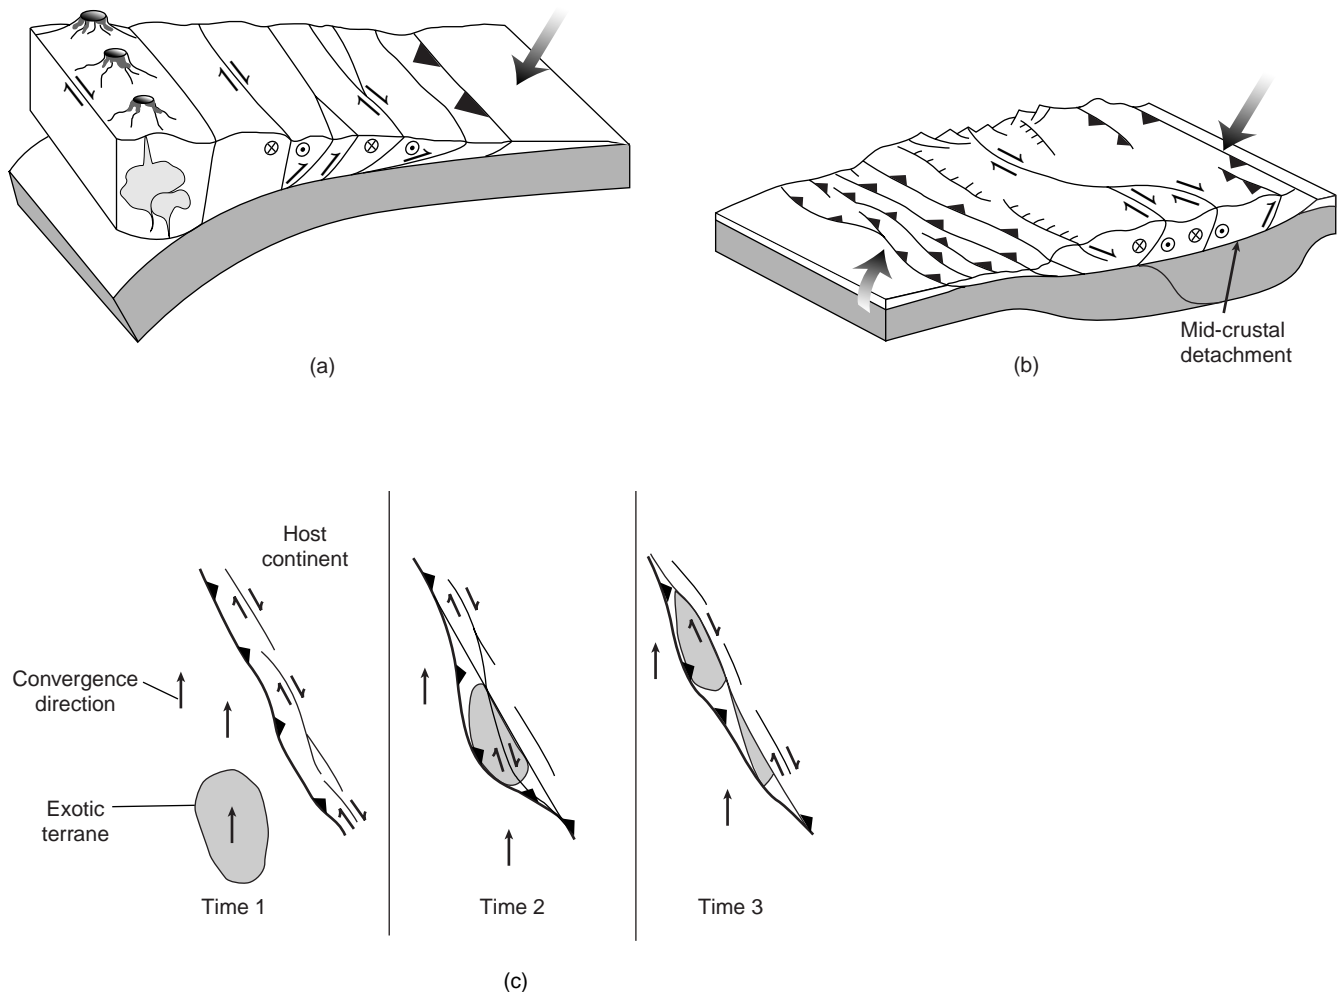 (a)
Mid-crustal
detachment
(b)
Host
continent
Convergence
direction
Exotic
terrane
Time 1
Time 2
Time 3
(c)